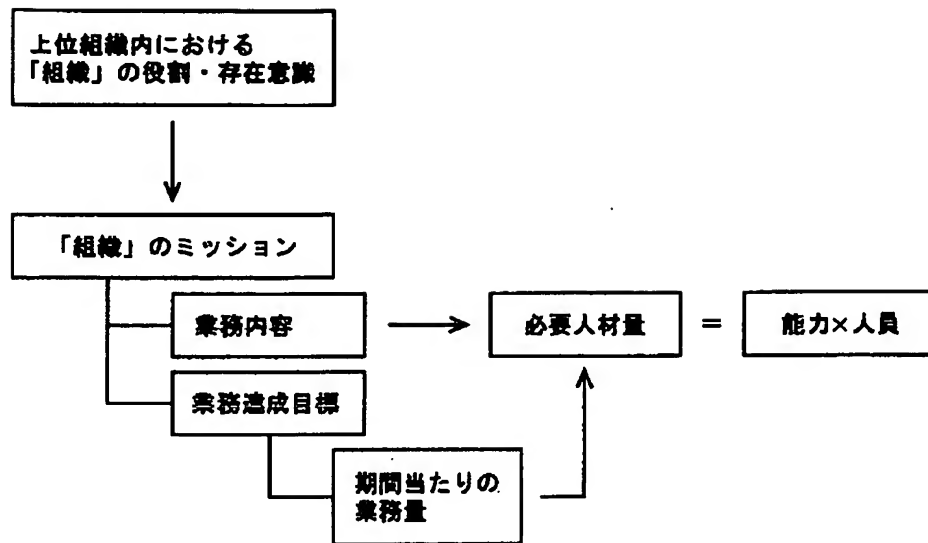 上位組織内における
「組織」の役割・存在意識
「組織」のミッション
業務内容
必要人材量
=
能力×人員
業務達成目標
期間当たりの
業務量